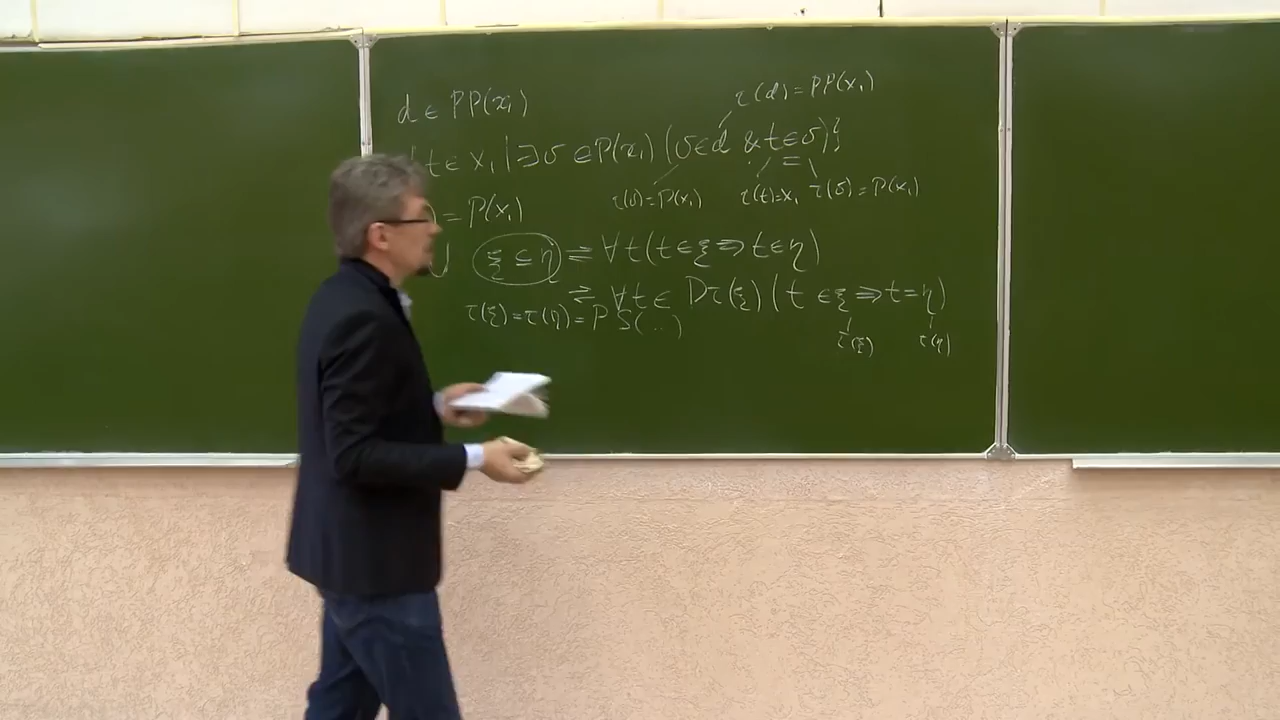 d ∈ PP(x₁)
τ(d) = PP(x₁)
t ∈ x₁ | ∃σ ∈ P(x₁) (σ ∈ d & t ∈ σ)}
τ(σ) = P(x₁) τ(t) = x₁ τ(σ) = P(x₁)
) = P(x₁)
ξ ⊆ η ⇌ ∀t (t ∈ ξ ⇒ t ∈ η)
⇌ ∀t ∈ Dτ(ξ) (t ∈ ξ ⇒ t = η)
τ(ξ) = τ(η) = P S(..)
τ(ξ) τ(η)